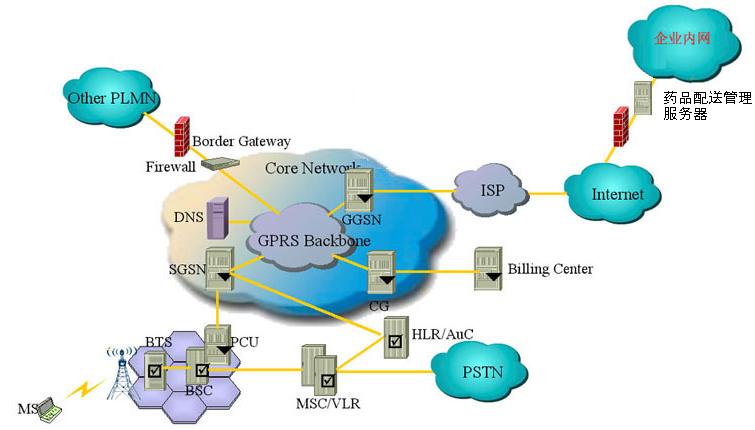 企业内网
药品配送管理
服务器
Other PLMN
Border Gateway
Firewall
Core Network
ISP
Internet
DNS
GGSN
GPRS Backbone
SGSN
Billing Center
CG
HLR/AuC
BTS
PCU
PSTN
BSC
MSC/VLR
MS